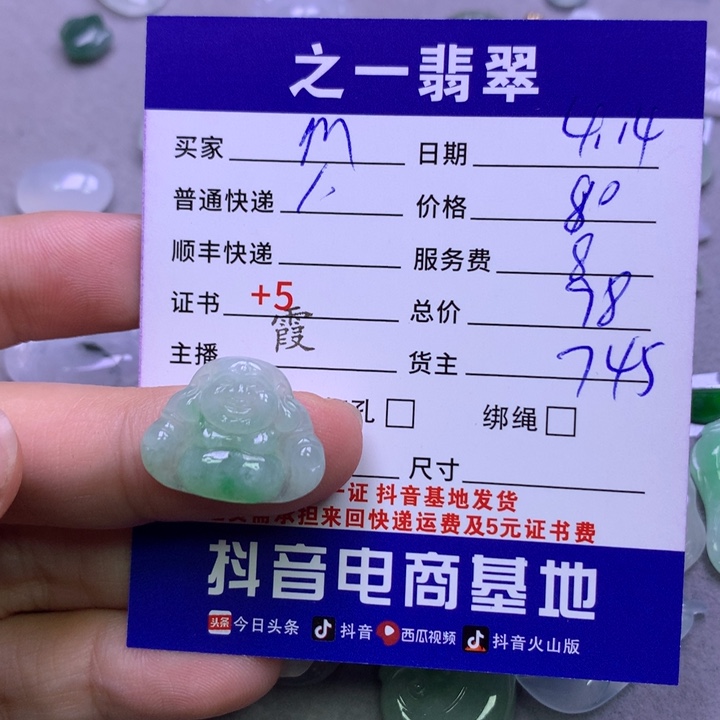 之一翡翠
买家 m 日期 4.14
普通快递 价格 80
顺丰快递 服务费 8
证书 +5 总价 98
主播 霞 货主 745
孔 □ 绑绳 □
尺寸
一证 抖音基地发货
需承担来回快递运费及5元证书费
抖音电商基地
头条 今日头条 抖音 西瓜视频 抖音火山版